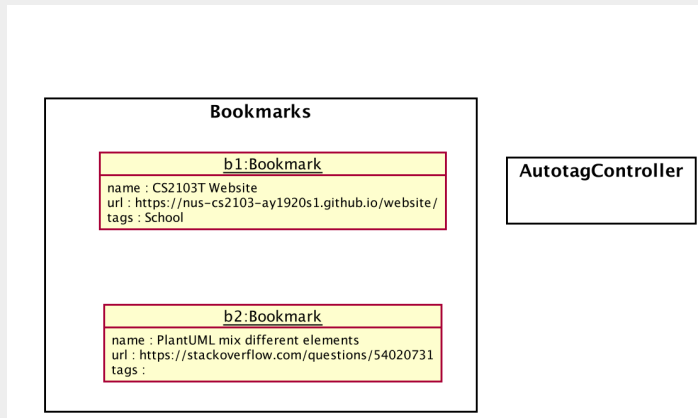 Bookmarks
b1:Bookmark
name : CS2103T Website
url : https://nus-cs2103-ay1920s1.github.io/website/
tags : School
AutotagController
b2:Bookmark
name : PlantUML mix different elements
url : https://stackoverflow.com/questions/54020731
tags :